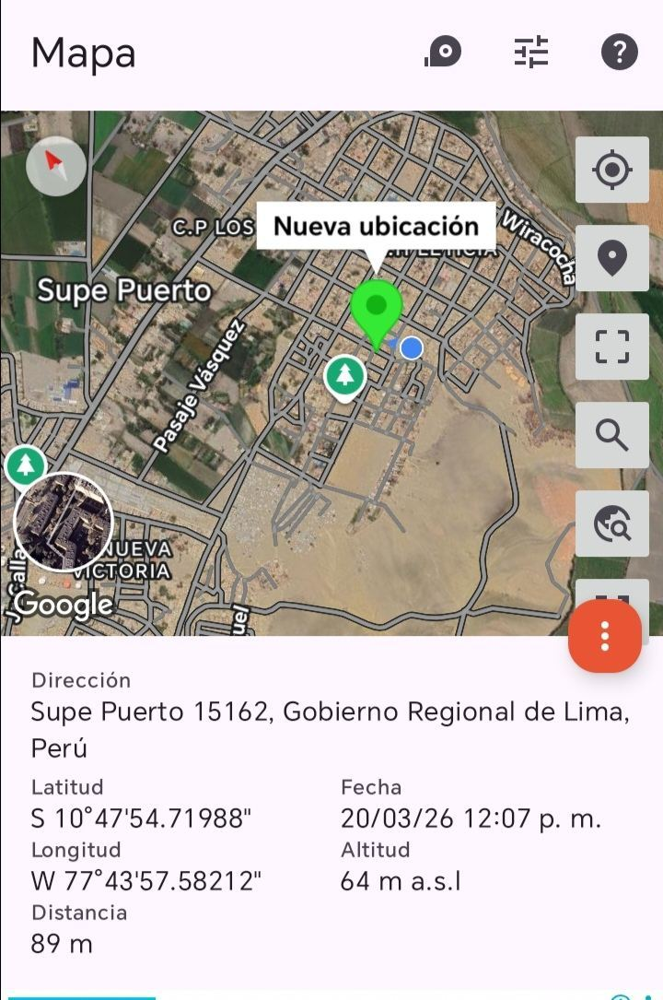 Mapa
Wiracocha
C.P LOS
Nueva ubicación
Supe Puerto
Pasaje Vásquez
NUEVA
VICTORIA
Google
Dirección
Supe Puerto 15162, Gobierno Regional de Lima,
Perú
Latitud
Fecha
S 10°47'54.71988"
20/03/26 12:07 p. m.
Longitud
Altitud
W 77°43'57.58212"
64 m a.s.l
Distancia
89 m